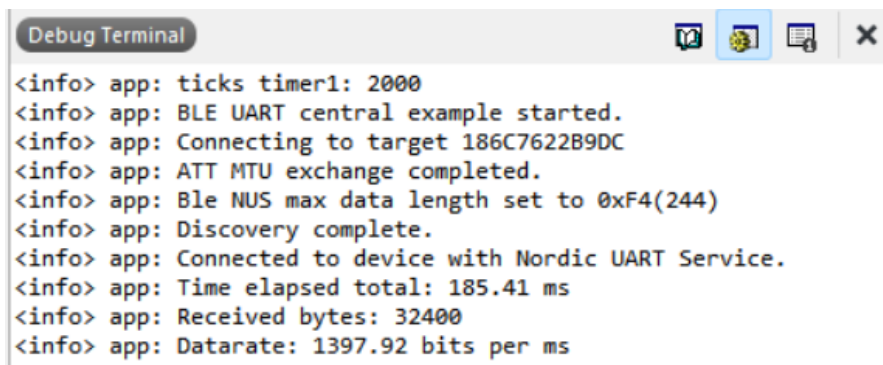 Debug Terminal
<info> app: ticks timer1: 2000
<info> app: BLE UART central example started.
<info> app: Connecting to target 186C7622B9DC
<info> app: ATT MTU exchange completed.
<info> app: Ble NUS max data length set to 0xF4(244)
<info> app: Discovery complete.
<info> app: Connected to device with Nordic UART Service.
<info> app: Time elapsed total: 185.41 ms
<info> app: Received bytes: 32400
<info> app: Datarate: 1397.92 bits per ms